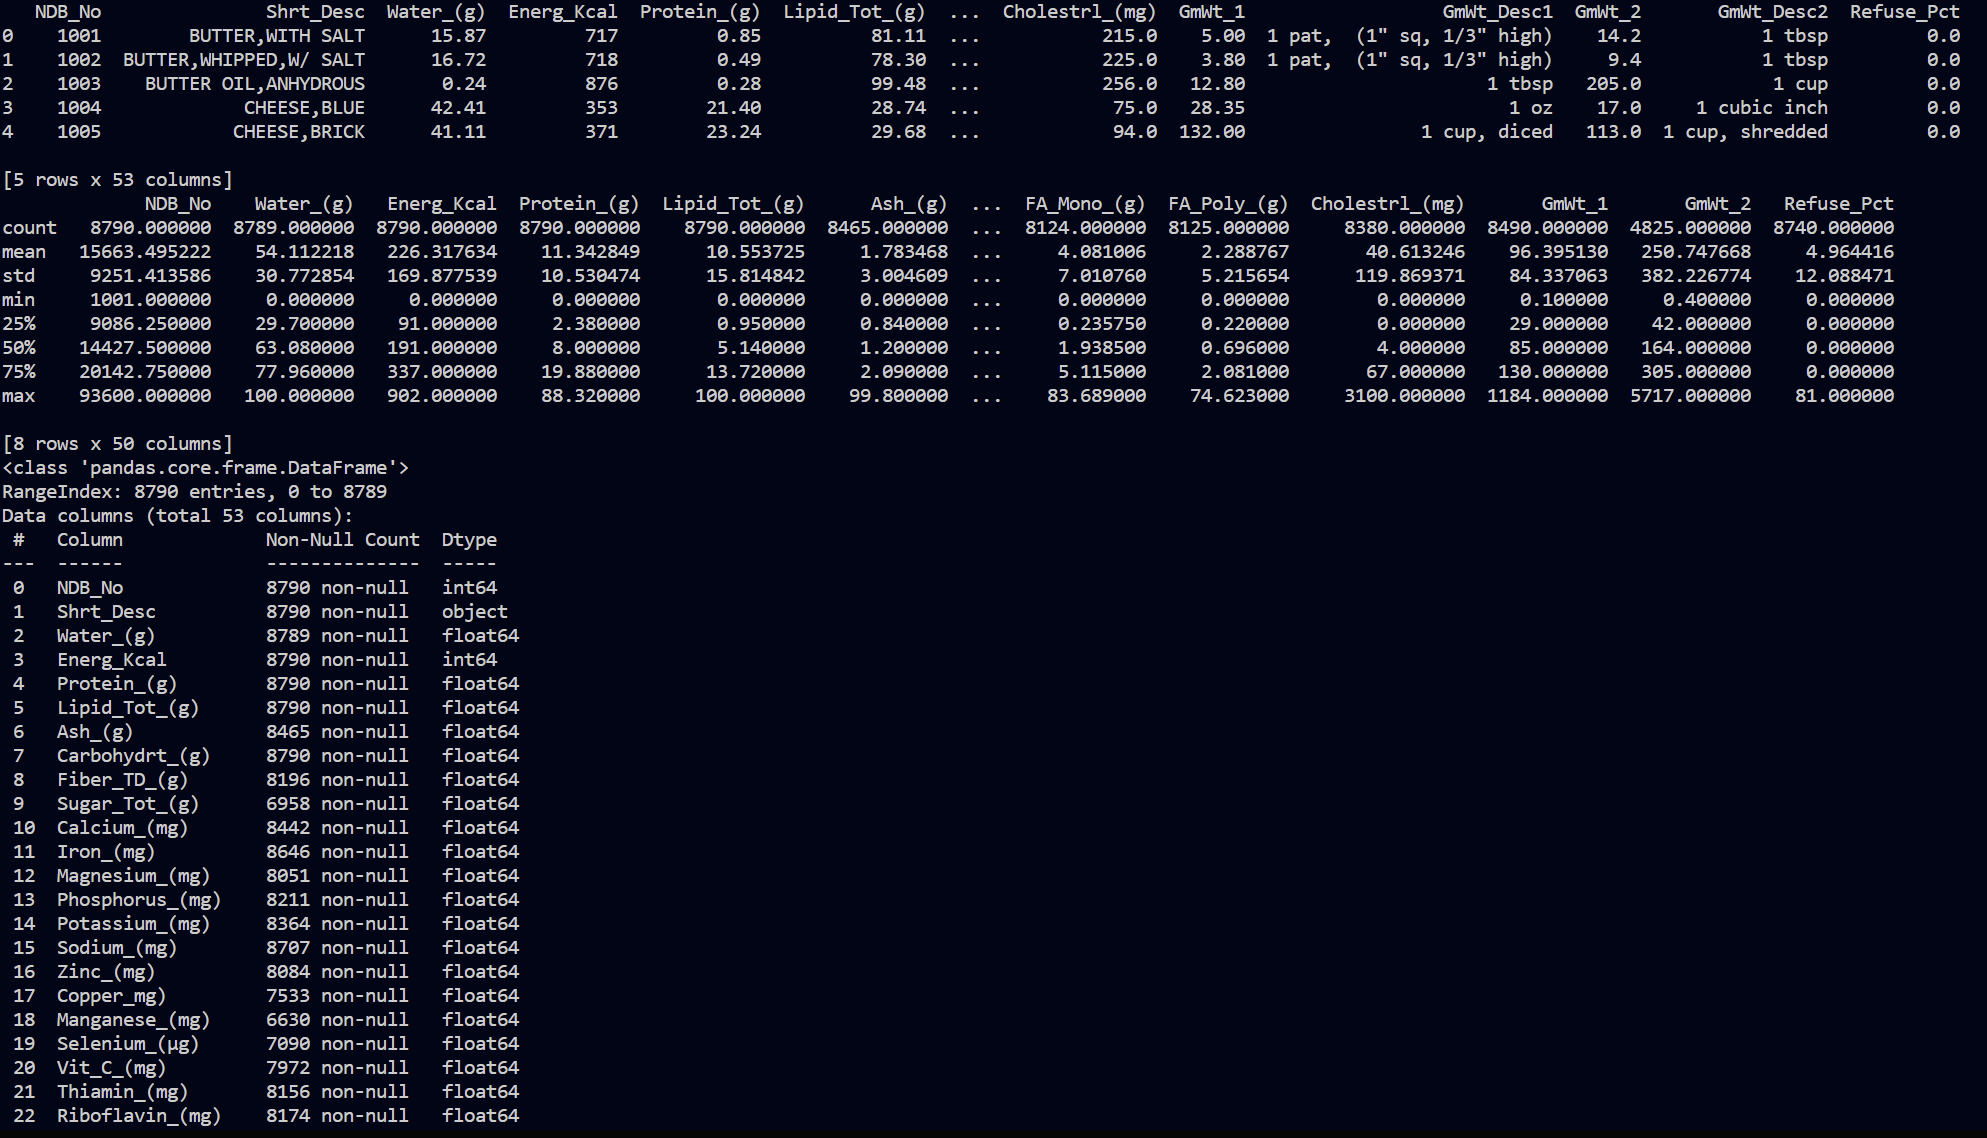 NDB_No               Shrt_Desc  Water_(g)  Energ_Kcal  Protein_(g)  Lipid_Tot_(g)  ...  Cholestrl_(mg)  GmWt_1                  GmWt_Desc1  GmWt_2        GmWt_Desc2  Refuse_Pct
0    1001        BUTTER,WITH SALT      15.87         717         0.85          81.11  ...           215.0    5.00  1 pat,  (1" sq, 1/3" high)    14.2            1 tbsp         0.0
1    1002  BUTTER,WHIPPED,W/ SALT      16.72         718         0.49          78.30  ...           225.0    3.80  1 pat,  (1" sq, 1/3" high)     9.4            1 tbsp         0.0
2    1003    BUTTER OIL,ANHYDROUS       0.24         876         0.28          99.48  ...           256.0   12.80                      1 tbsp   205.0             1 cup         0.0
3    1004             CHEESE,BLUE      42.41         353        21.40          28.74  ...            75.0   28.35                        1 oz    17.0      1 cubic inch         0.0
4    1005            CHEESE,BRICK      41.11         371        23.24          29.68  ...            94.0  132.00                1 cup, diced   113.0   1 cup, shredded         0.0
[5 rows x 53 columns]
             NDB_No    Water_(g)   Energ_Kcal  Protein_(g)  Lipid_Tot_(g)      Ash_(g)  ...  FA_Mono_(g)  FA_Poly_(g)  Cholestrl_(mg)       GmWt_1       GmWt_2   Refuse_Pct
count   8790.000000  8789.000000  8790.000000  8790.000000    8790.000000  8465.000000  ...  8124.000000  8125.000000     8380.000000  8490.000000  4825.000000  8740.000000
mean   15663.495222    54.112218   226.317634    11.342849      10.553725     1.783468  ...     4.081006     2.288767       40.613246    96.395130   250.747668     4.964416
std     9251.413586    30.772854   169.877539    10.530474      15.814842     3.004609  ...     7.010760     5.215654      119.869371    84.337063   382.226774    12.088471
min     1001.000000     0.000000     0.000000     0.000000       0.000000     0.000000  ...     0.000000     0.000000        0.000000     0.100000     0.400000     0.000000
25%     9086.250000    29.700000    91.000000     2.380000       0.950000     0.840000  ...     0.235750     0.220000        0.000000    29.000000    42.000000     0.000000
50%    14427.500000    63.080000   191.000000     8.000000       5.140000     1.200000  ...     1.938500     0.696000        4.000000    85.000000   164.000000     0.000000
75%    20142.750000    77.960000   337.000000    19.880000      13.720000     2.090000  ...     5.115000     2.081000       67.000000   130.000000   305.000000     0.000000
max    93600.000000   100.000000   902.000000    88.320000     100.000000    99.800000  ...    83.689000    74.623000     3100.000000  1184.000000  5717.000000    81.000000
[8 rows x 50 columns]
<class 'pandas.core.frame.DataFrame'>
RangeIndex: 8790 entries, 0 to 8789
Data columns (total 53 columns):
 #   Column             Non-Null Count  Dtype
---  ------             --------------  -----
 0   NDB_No             8790 non-null   int64
 1   Shrt_Desc          8790 non-null   object
 2   Water_(g)          8789 non-null   float64
 3   Energ_Kcal         8790 non-null   int64
 4   Protein_(g)        8790 non-null   float64
 5   Lipid_Tot_(g)      8790 non-null   float64
 6   Ash_(g)            8465 non-null   float64
 7   Carbohydrt_(g)     8790 non-null   float64
 8   Fiber_TD_(g)       8196 non-null   float64
 9   Sugar_Tot_(g)      6958 non-null   float64
 10  Calcium_(mg)       8442 non-null   float64
 11  Iron_(mg)          8646 non-null   float64
 12  Magnesium_(mg)     8051 non-null   float64
 13  Phosphorus_(mg)    8211 non-null   float64
 14  Potassium_(mg)     8364 non-null   float64
 15  Sodium_(mg)        8707 non-null   float64
 16  Zinc_(mg)          8084 non-null   float64
 17  Copper_mg)         7533 non-null   float64
 18  Manganese_(mg)     6630 non-null   float64
 19  Selenium_(µg)      7090 non-null   float64
 20  Vit_C_(mg)         7972 non-null   float64
 21  Thiamin_(mg)       8156 non-null   float64
 22  Riboflavin_(mg)    8174 non-null   float64